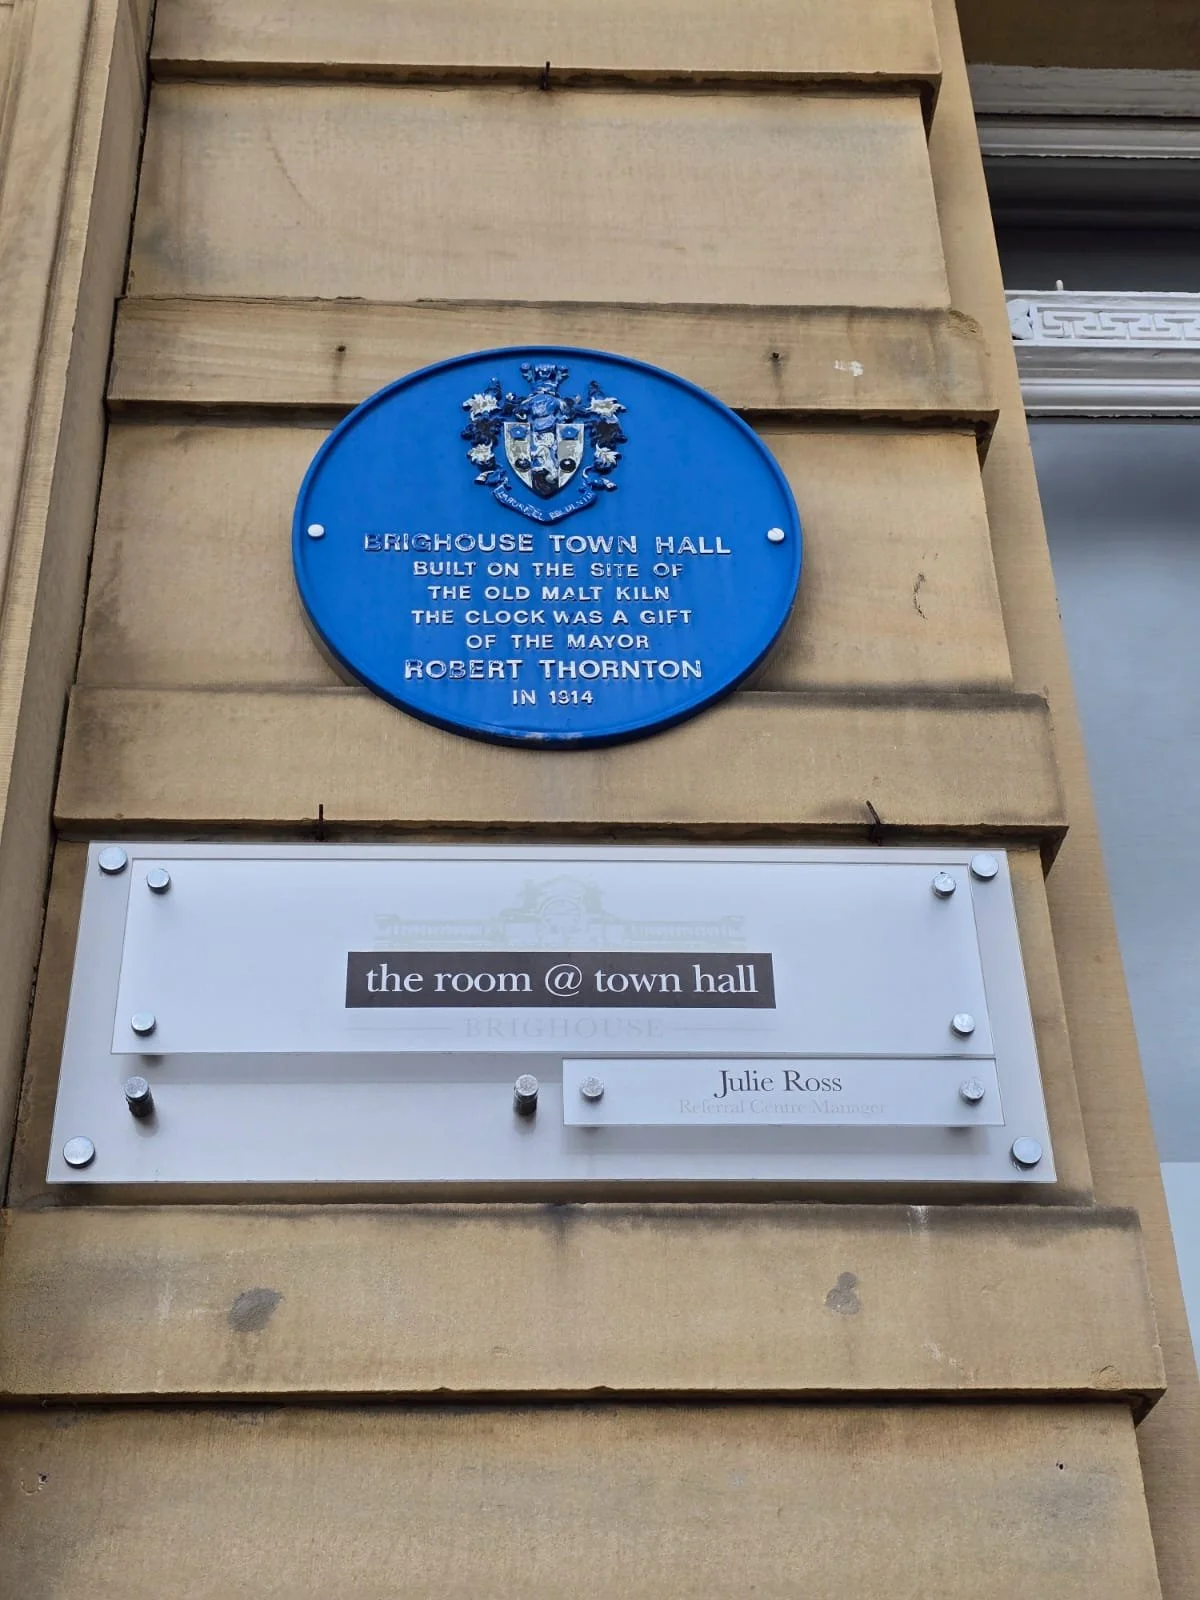 BRIGHOUSE TOWN HALL
BUILT ON THE SITE OF
THE OLD MALT KILN
THE CLOCK WAS A GIFT
OF THE MAYOR
ROBERT THORNTON
IN 1914
the room @ town hall
BRIGHOUSE
Julie Ross
Referral Centre Manager